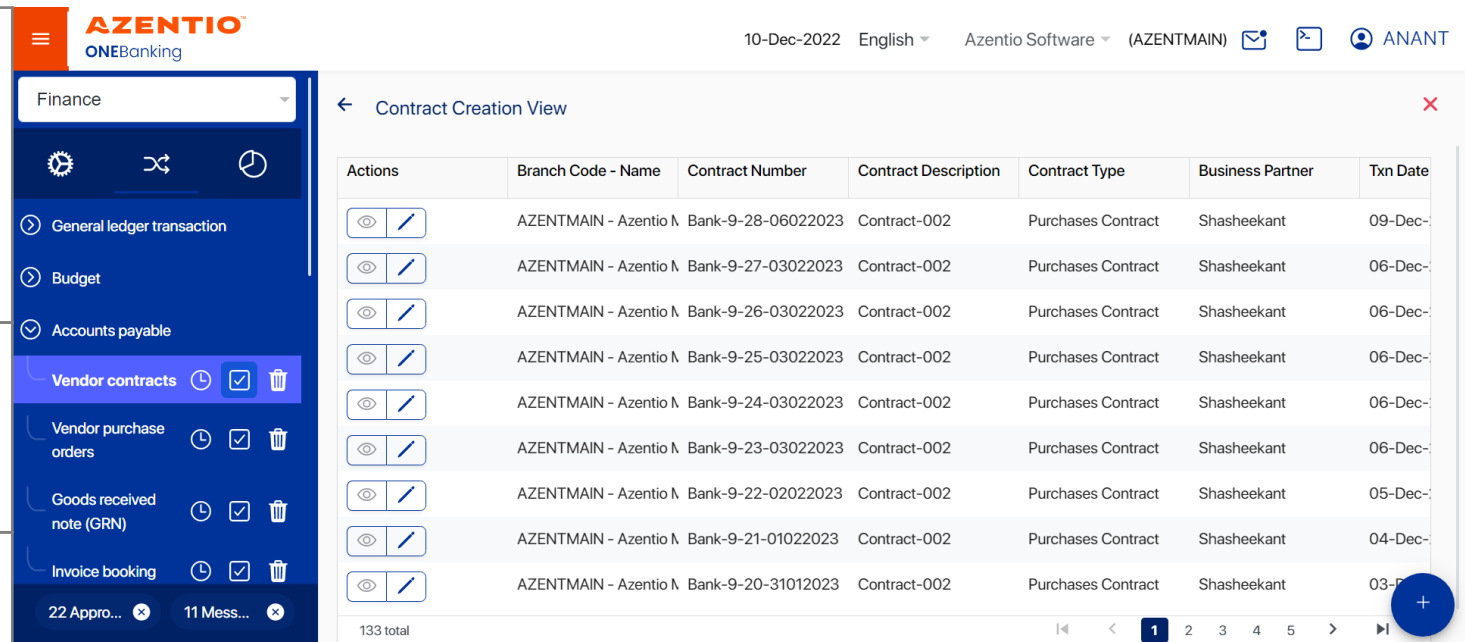 AZENTIO
ONEBanking
10-Dec-2022 English Azentio Software (AZENTMAIN) ANANT
Finance
General ledger transaction
Budget
Accounts payable
Vendor contracts
Vendor purchase
orders
Goods received
note (GRN)
Invoice booking
22 Appro... 11 Mess...
Contract Creation View
Actions Branch Code - Name Contract Number Contract Description Contract Type Business Partner Txn Date
AZENTMAIN - Azentio Bank-9-28-06022023 Contract-002 Purchases Contract Shasheekant 09-Dec-
AZENTMAIN - Azentio Bank-9-27-03022023 Contract-002 Purchases Contract Shasheekant 06-Dec-
AZENTMAIN - Azentio Bank-9-26-03022023 Contract-002 Purchases Contract Shasheekant 06-Dec-
AZENTMAIN - Azentio Bank-9-25-03022023 Contract-002 Purchases Contract Shasheekant 06-Dec-
AZENTMAIN - Azentio Bank-9-24-03022023 Contract-002 Purchases Contract Shasheekant 06-Dec-
AZENTMAIN - Azentio Bank-9-23-03022023 Contract-002 Purchases Contract Shasheekant 06-Dec-
AZENTMAIN - Azentio Bank-9-22-02022023 Contract-002 Purchases Contract Shasheekant 05-Dec-
AZENTMAIN - Azentio Bank-9-21-01022023 Contract-002 Purchases Contract Shasheekant 04-Dec-
AZENTMAIN - Azentio Bank-9-20-31012023 Contract-002 Purchases Contract Shasheekant 03-
133 total 1 2 3 4 5